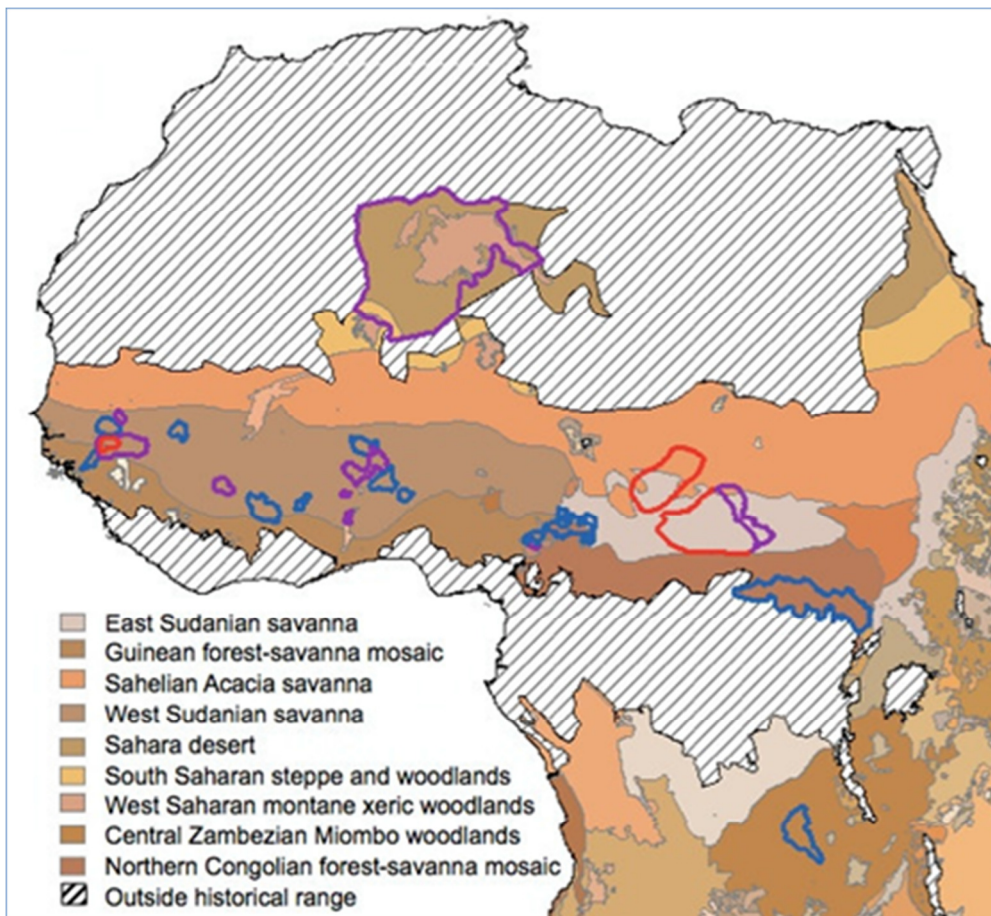 East Sudanian savanna
Guinean forest-savanna mosaic
Sahelian Acacia savanna
West Sudanian savanna
Sahara desert
South Saharan steppe and woodlands
West Saharan montane xeric woodlands
Central Zambezian Miombo woodlands
Northern Congolian forest-savanna mosaic
Outside historical range